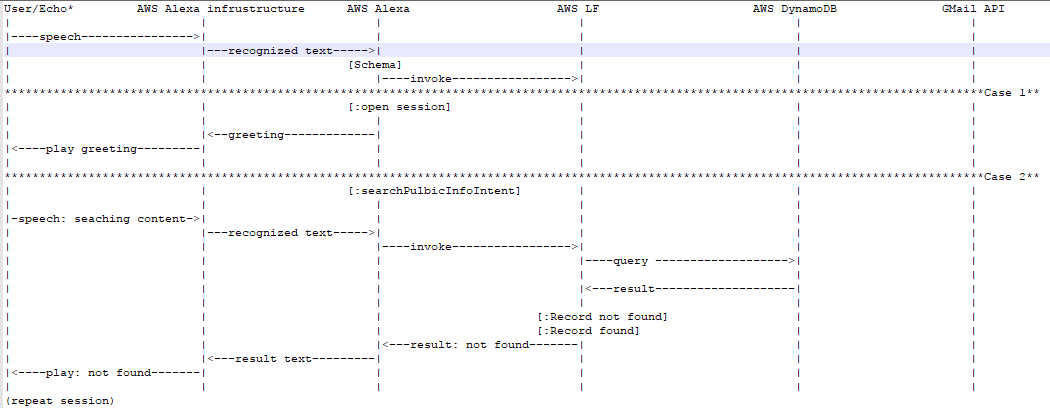 User/Echo* AWS Alexa infrustructure AWS Alexa AWS LF AWS DynamoDB GMail API
|----speech---------------->|
|---recognized text----->|
[Schema]
|----invoke----------------->|
Case 1**
[:open session]
|<--greeting-------------|
|<----play greeting---------|
Case 2**
[:searchPulbicInfoIntent]
|-speech: seaching content->|
|---recognized text----->|
|----invoke----------------->|
|----query ------------------->|
|<---result--------------------|
[:Record not found]
[:Record found]
|<---result: not found-------|
|<---result text---------|
|<----play: not found-------|
(repeat session)